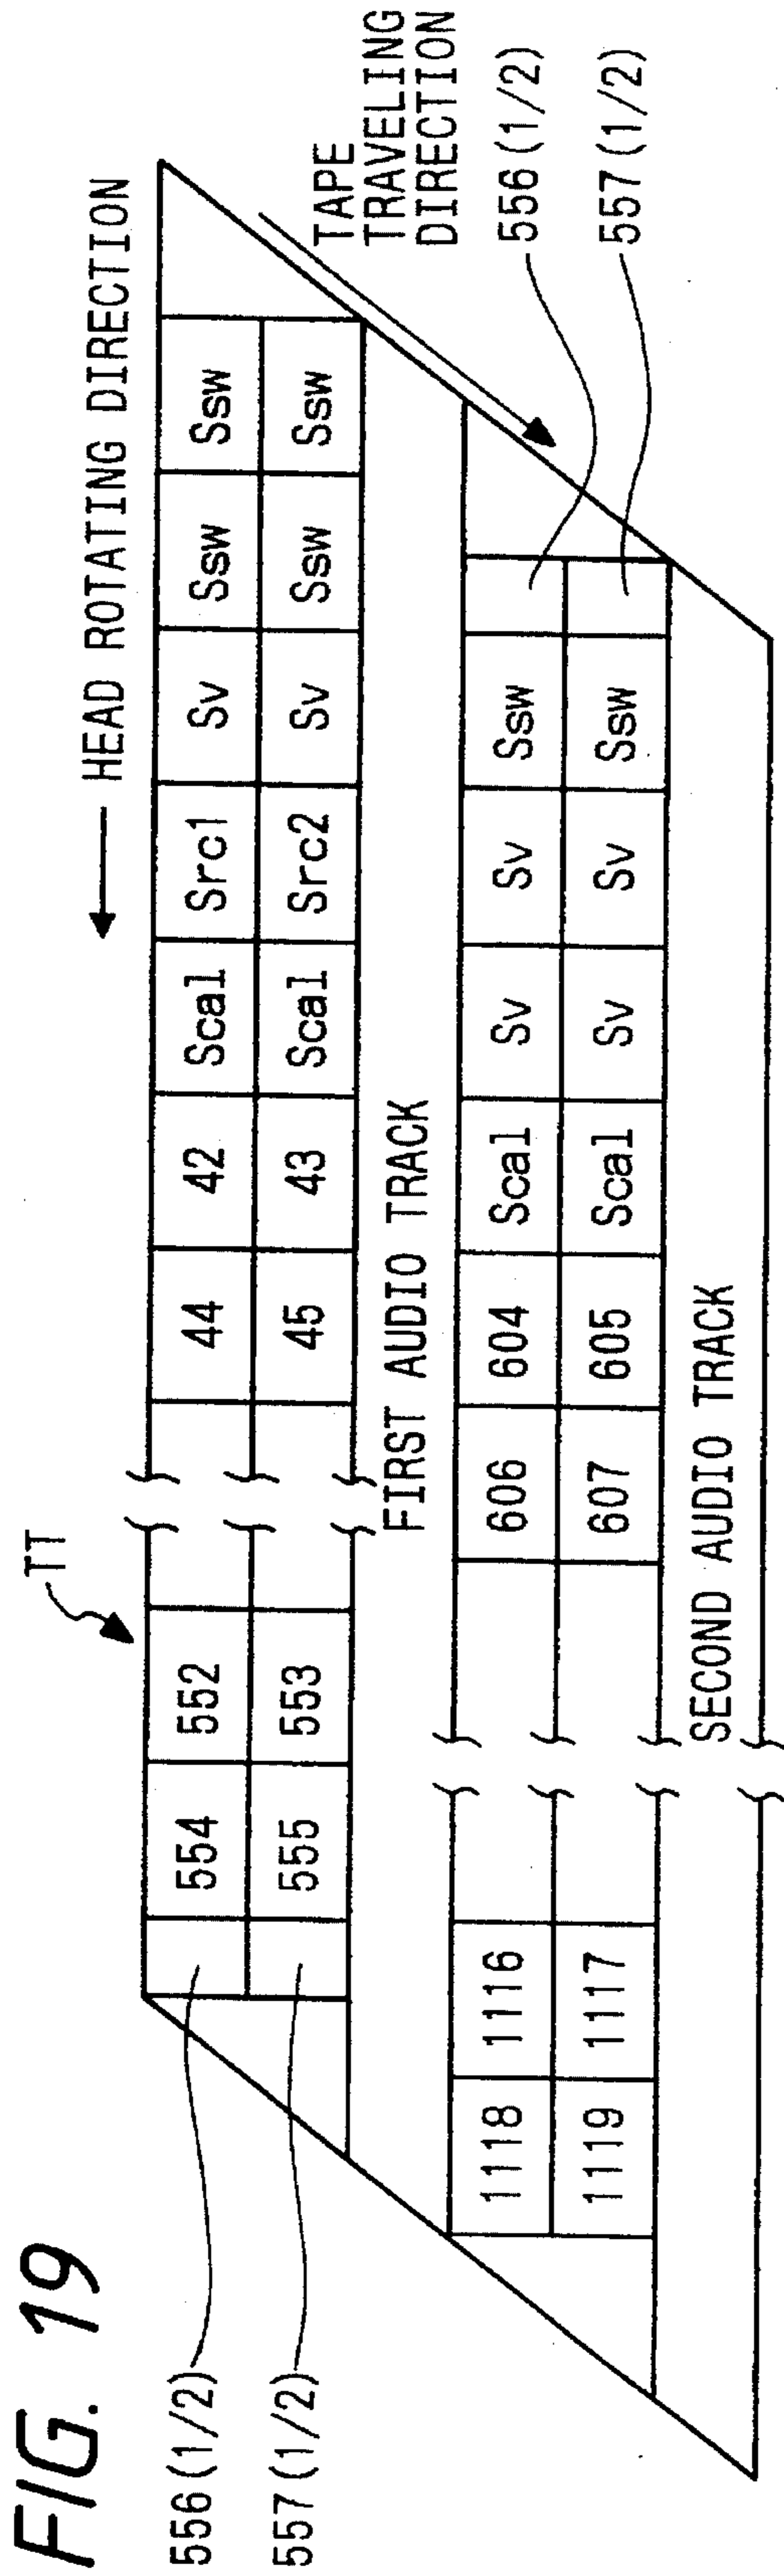 FIG. 19
HEAD ROTATING DIRECTION
TT
TAPE
TRAVELING
DIRECTION
556(1/2)
557(1/2)
554 552 44 42 Scal Src1 Sv Ssw Ssw
555 553 45 43 Scal Src2 Sv Ssw Ssw
FIRST AUDIO TRACK
556(1/2)
557(1/2)
1118 1116 606 604 Scal Sv Sv Ssw
1119 1117 607 605 Scal Sv Sv Ssw
SECOND AUDIO TRACK